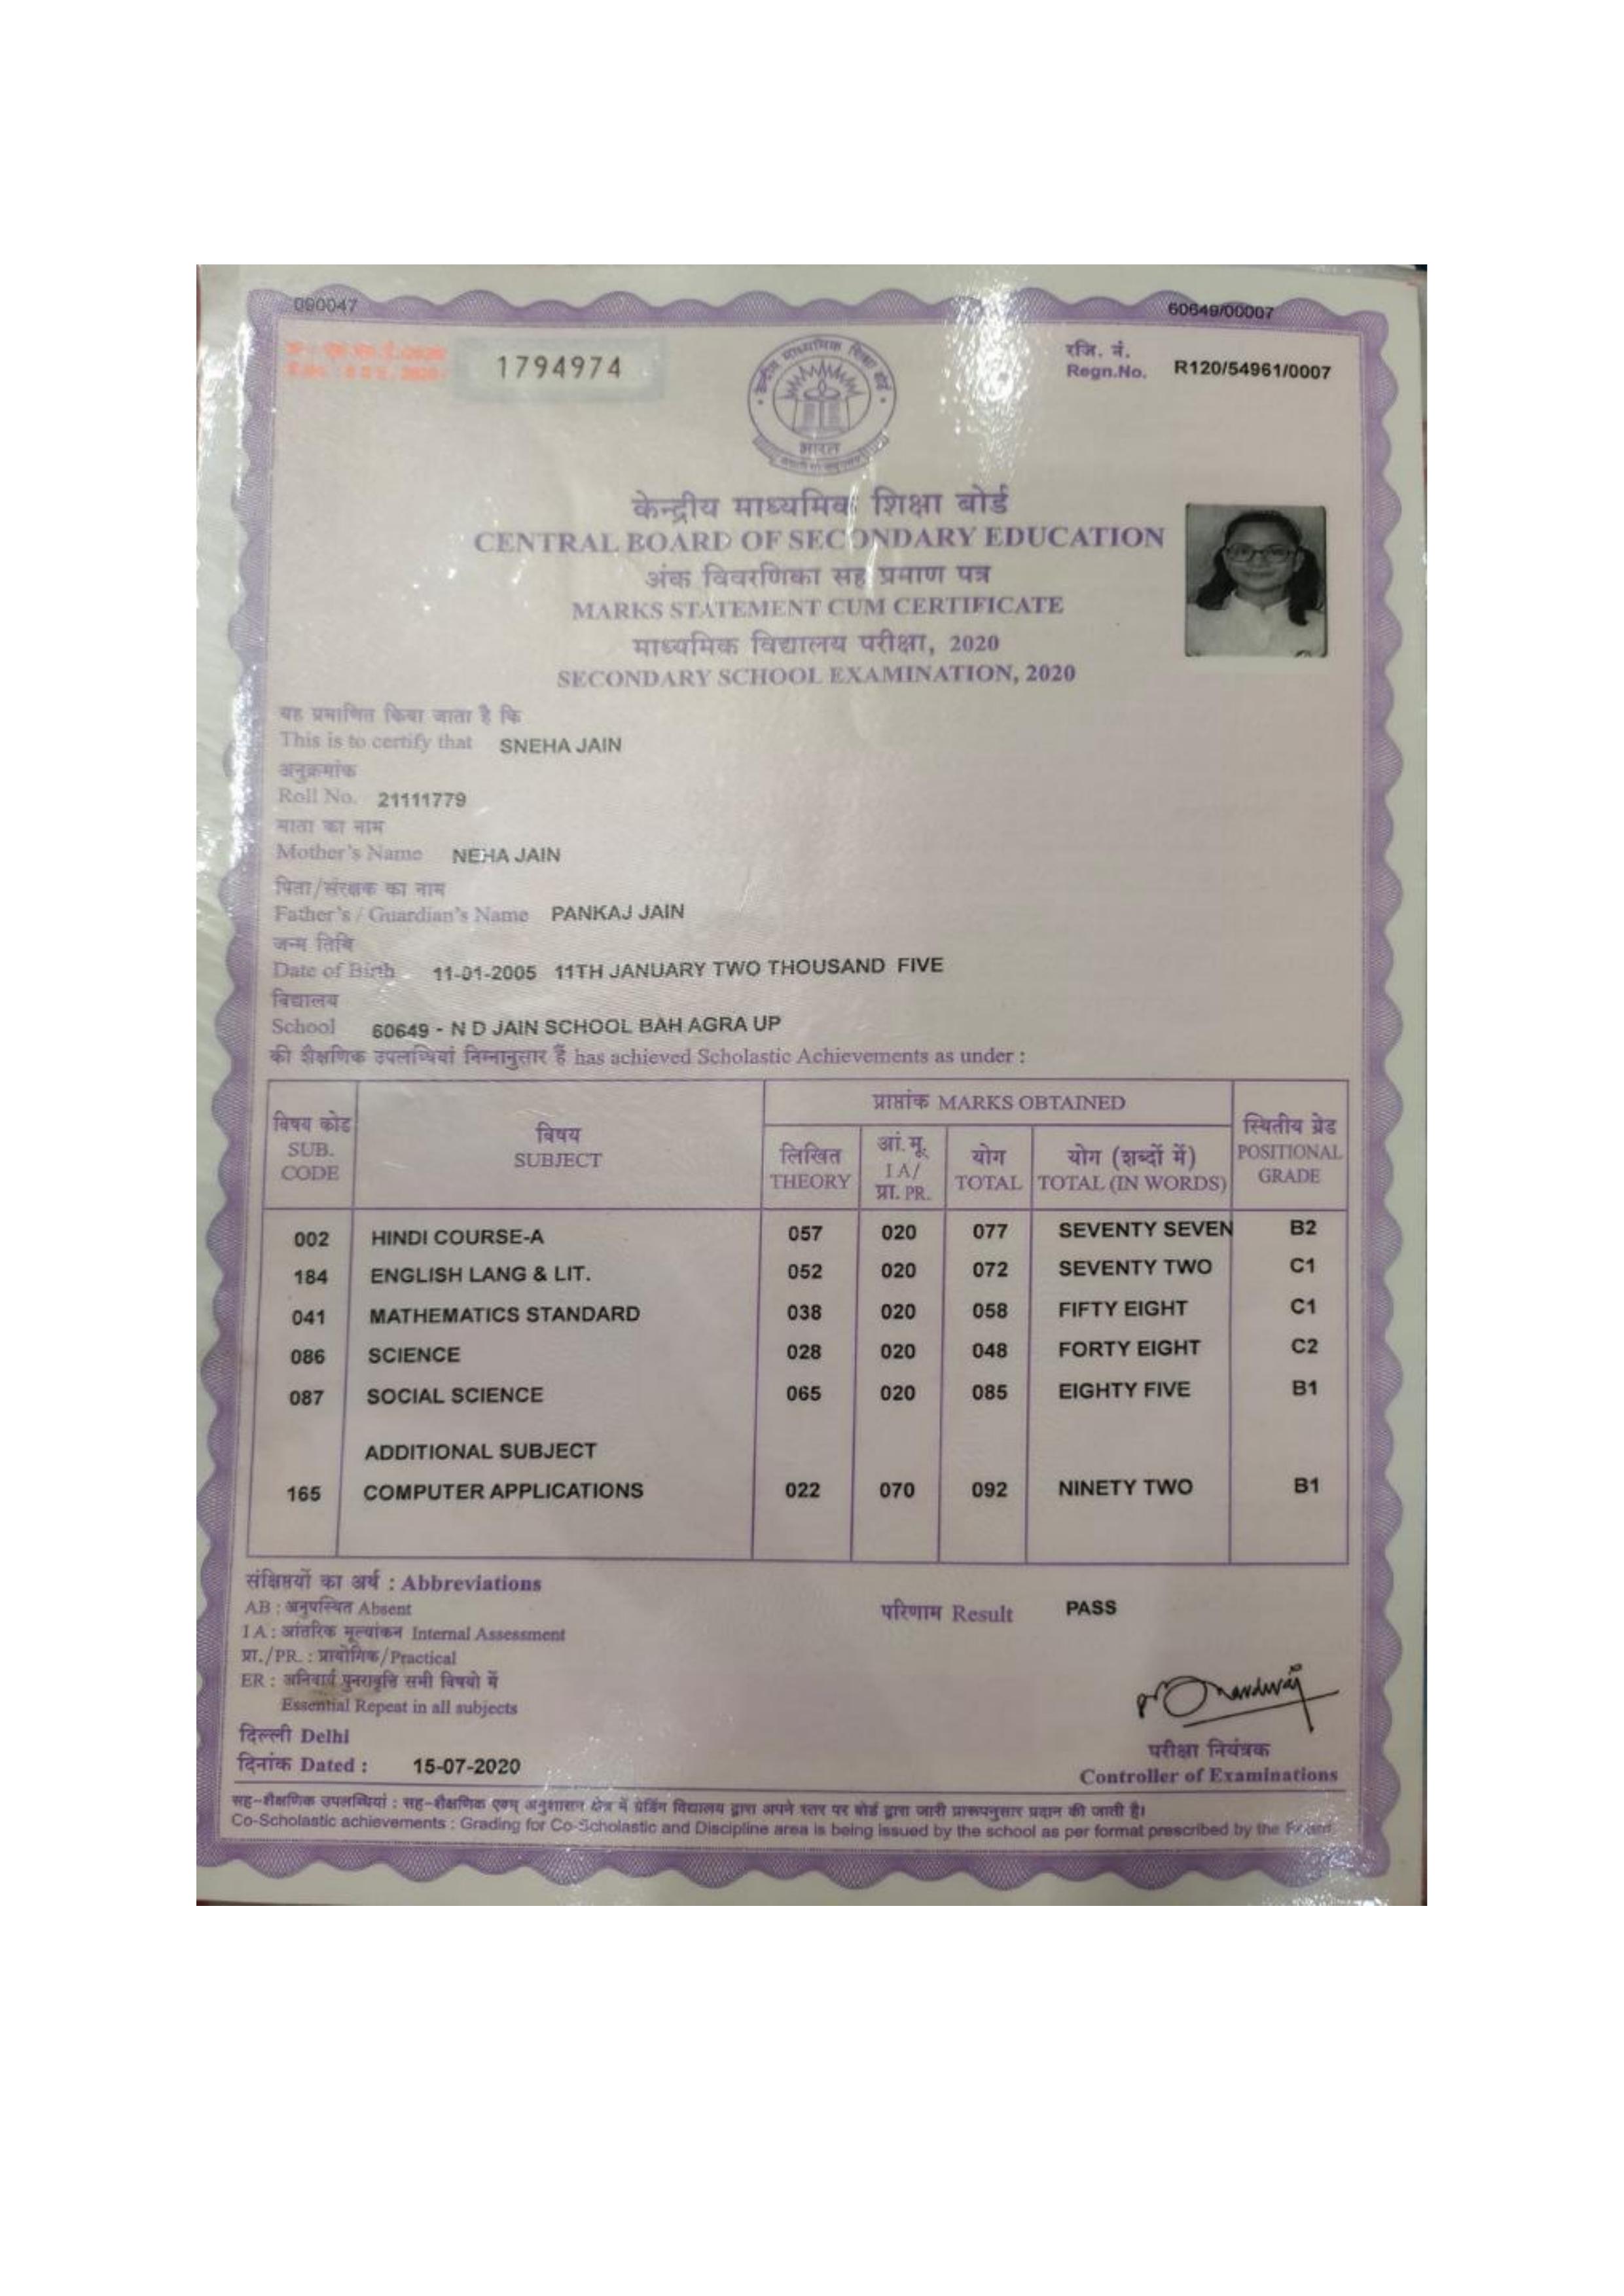 090047
60649/00007
1794974
रजि. नं.
Regn.No. R120/54961/0007
भारत
केन्द्रीय माध्यमिक शिक्षा बोर्ड
CENTRAL BOARD OF SECONDARY EDUCATION
अंक विवरणिका सह प्रमाण पत्र
MARKS STATEMENT CUM CERTIFICATE
माध्यमिक विद्यालय परीक्षा, 2020
SECONDARY SCHOOL EXAMINATION, 2020
यह प्रमाणित किया जाता है कि
This is to certify that SNEHA JAIN
अनुक्रमांक
Roll No. 21111779
माता का नाम
Mother's Name NEHA JAIN
पिता/संरक्षक का नाम
Father's / Guardian's Name PANKAJ JAIN
जन्म तिथि
Date of Birth 11-01-2005 11TH JANUARY TWO THOUSAND FIVE
विद्यालय
School 60649 - N D JAIN SCHOOL BAH AGRA UP
की शैक्षणिक उपलब्धियां निम्नानुसार हैं has achieved Scholastic Achievements as under :
विषय कोड SUB. CODE विषय SUBJECT प्राप्तांक MARKS OBTAINED स्थितीय ग्रेड POSITIONAL GRADE
लिखित THEORY आं.मू. I A/ प्रा. PR. योग TOTAL योग (शब्दों में) TOTAL (IN WORDS)
002 HINDI COURSE-A 057 020 077 SEVENTY SEVEN B2
184 ENGLISH LANG & LIT. 052 020 072 SEVENTY TWO C1
041 MATHEMATICS STANDARD 038 020 058 FIFTY EIGHT C1
086 SCIENCE 028 020 048 FORTY EIGHT C2
087 SOCIAL SCIENCE 065 020 085 EIGHTY FIVE B1
ADDITIONAL SUBJECT
165 COMPUTER APPLICATIONS 022 070 092 NINETY TWO B1
संक्षिप्तयों का अर्थ : Abbreviations
AB : अनुपस्थित Absent
परिणाम Result PASS
I A : आंतरिक मूल्यांकन Internal Assessment
प्रा./PR. : प्रायोगिक/Practical
ER : अनिवार्य पुनरावृत्ति सभी विषयो में
Essential Repeat in all subjects
दिल्ली Delhi
दिनांक Dated : 15-07-2020
परीक्षा नियंत्रक
Controller of Examinations
सह-शैक्षणिक उपलब्धियां : सह-शैक्षणिक एवम् अनुशासन क्षेत्र में ग्रेडिंग विद्यालय द्वारा अपने स्तर पर बोर्ड द्वारा जारी प्रारूपनुसार प्रदान की जाती है।
Co-Scholastic achievements : Grading for Co-Scholastic and Discipline area is being issued by the school as per format prescribed by the Board.